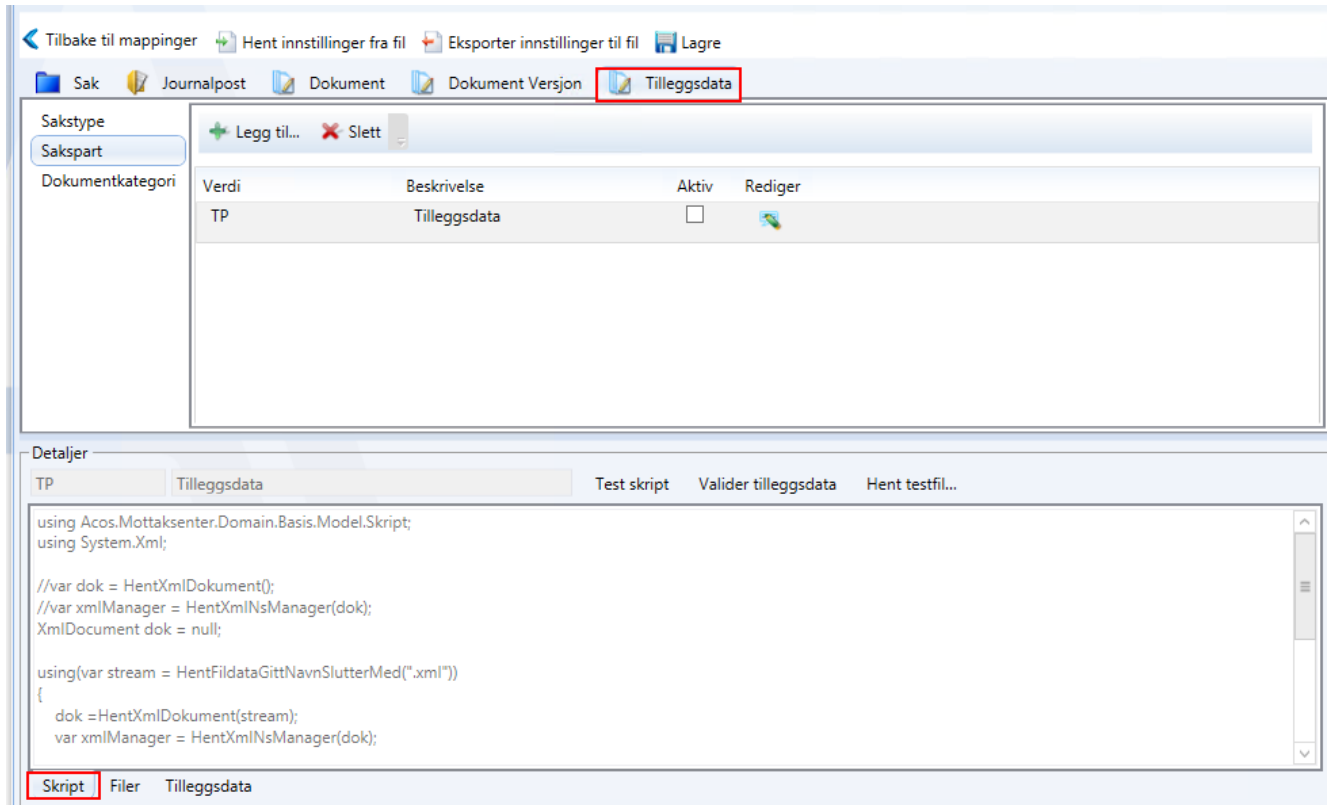 Tilbake til mappinger Hent innstillinger fra fil Eksporter innstillinger til fil Lagre
Sak Journalpost Dokument Dokument Versjon Tilleggsdata
Sakstype
Sakspart
Dokumentkategori
Legg til... Slett
Verdi Beskrivelse Aktiv Rediger
TP Tilleggsdata
Detaljer
TP Tilleggsdata Test skript Valider tilleggsdata Hent testfil...
using Acos.Mottaksenter.Domain.Basis.Model.Skript;
using System.Xml;
//var dok = HentXmlDokument();
//var xmlManager = HentXmlNsManager(dok);
XmlDocument dok = null;
using(var stream = HentFildataGittNavnSlutterMed(".xml"))
{
dok =HentXmlDokument(stream);
var xmlManager = HentXmlNsManager(dok);
Skript Filer Tilleggsdata